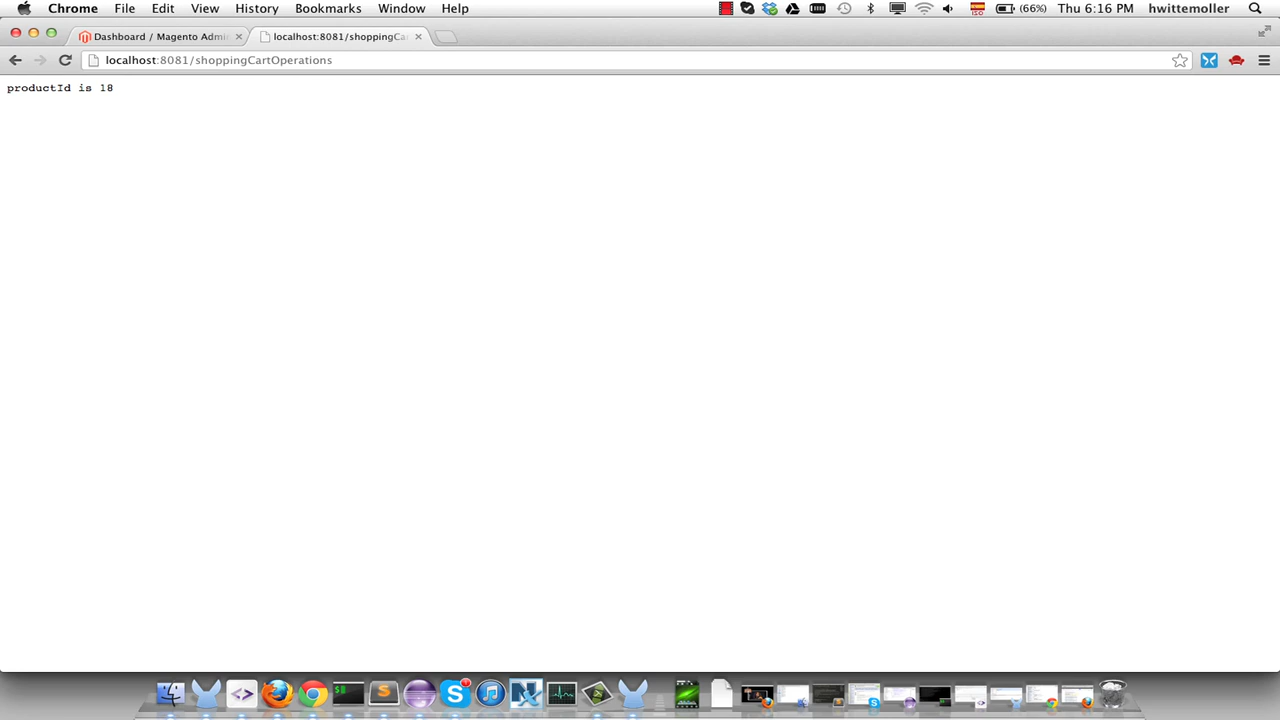 Chrome File Edit View History Bookmarks Window Help (66%) Thu 6:16 PM hwittemoller
Dashboard / Magento Admi localhost:8081/shoppingCa
localhost:8081/shoppingCartOperations
productId is 18